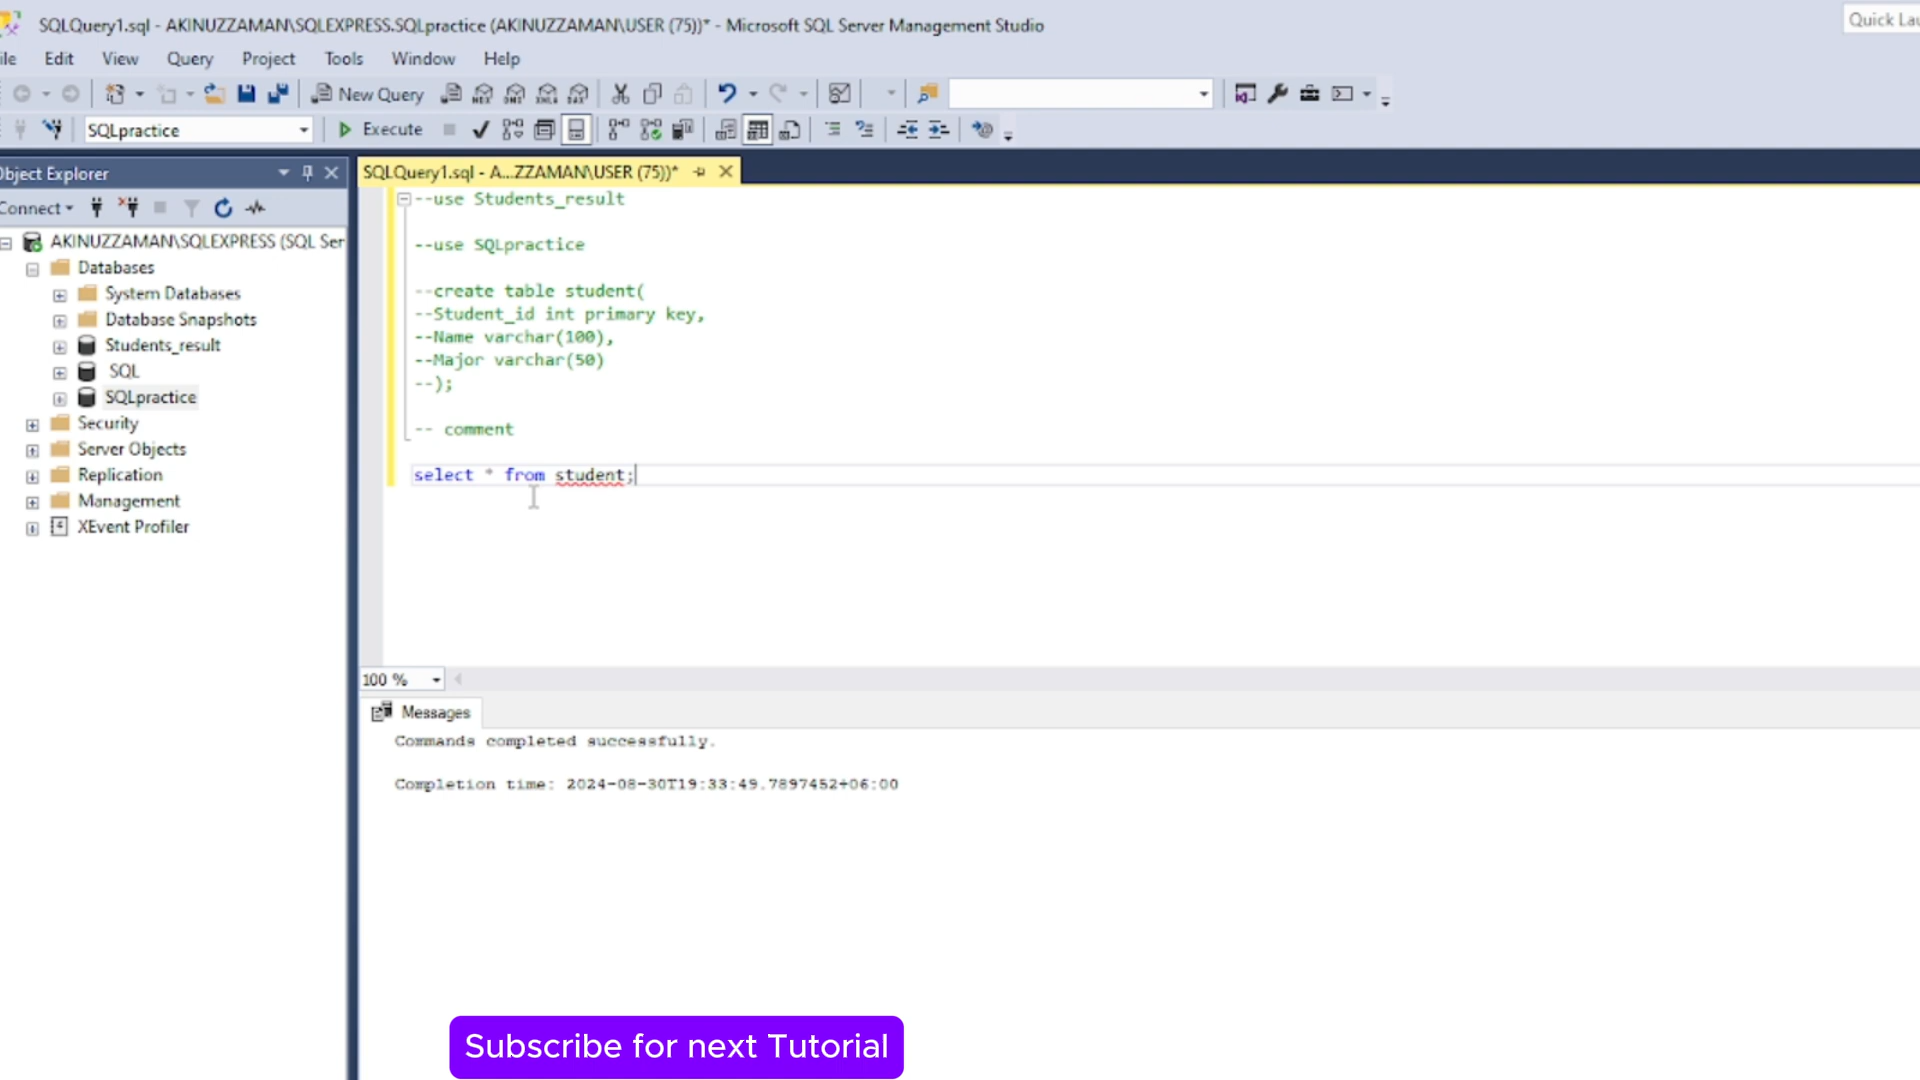 SQLQuery1.sql - AKINUZZAMAN\SQLEXPRESS.SQLpractice (AKINUZZAMAN\USER (75))* - Microsoft SQL Server Management Studio
Quick Lau
ile Edit View Query Project Tools Window Help
New Query
SQLpractice
Execute
Object Explorer
SQLQuery1.sql - A...ZZAMAN\USER (75))*
Connect
AKINUZZAMAN\SQLEXPRESS (SQL Ser
Databases
System Databases
Database Snapshots
Students_result
SQL
SQLpractice
Security
Server Objects
Replication
Management
XEvent Profiler
--use Students_result
--use SQLpractice
--create table student(
--Student_id int primary key,
--Name varchar(100),
--Major varchar(50)
--);
-- comment
select * from student;
100 %
Messages
Commands completed successfully.
Completion time: 2024-08-30T19:33:49.7897452+06:00
Subscribe for next Tutorial